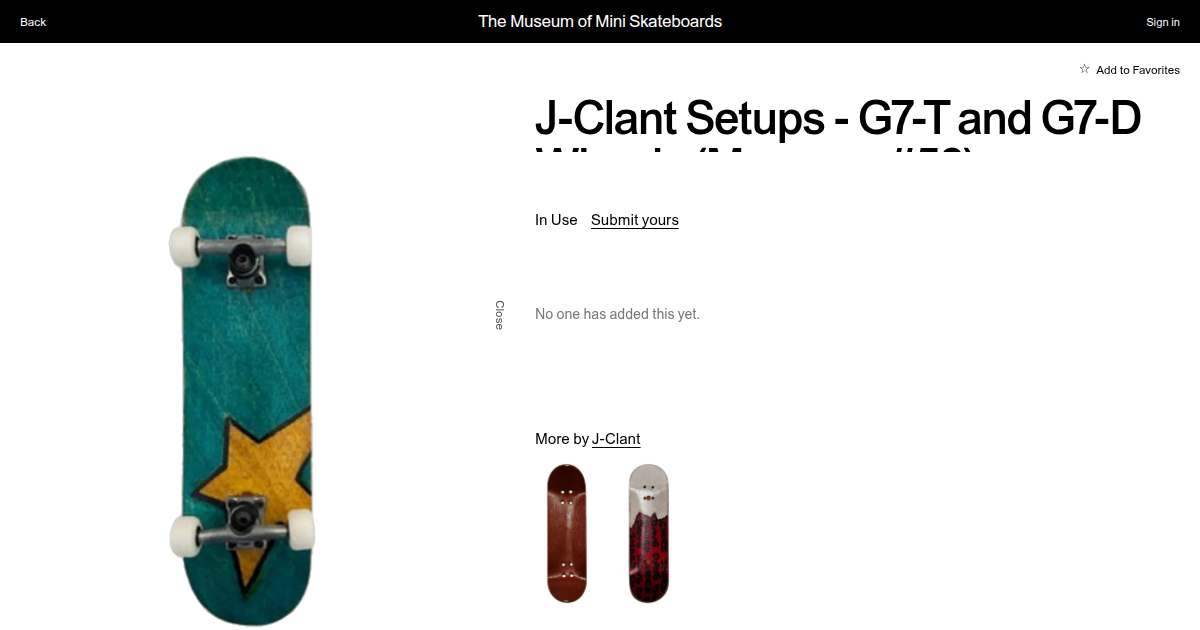 Back
The Museum of Mini Skateboards
Sign in
☆ Add to Favorites
J-Clant Setups - G7-T and G7-D
In Use Submit yours
Close
No one has added this yet.
More by J-Clant